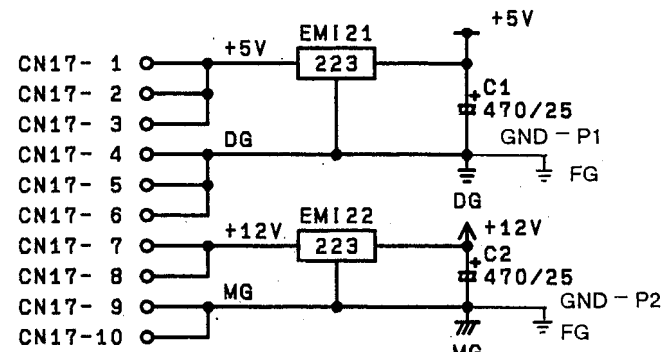 +5V
EMI21
CN17- 1 +5V 223
CN17- 2 C1
CN17- 3 +470/25
GND-P1
CN17- 4 DG
CN17- 5 FG
DG
CN17- 6 EMI22
CN17- 7 +12V 223 +12V
C2
CN17- 8 +470/25
CN17- 9 MG GND-P2
CN17-10 FG
MG